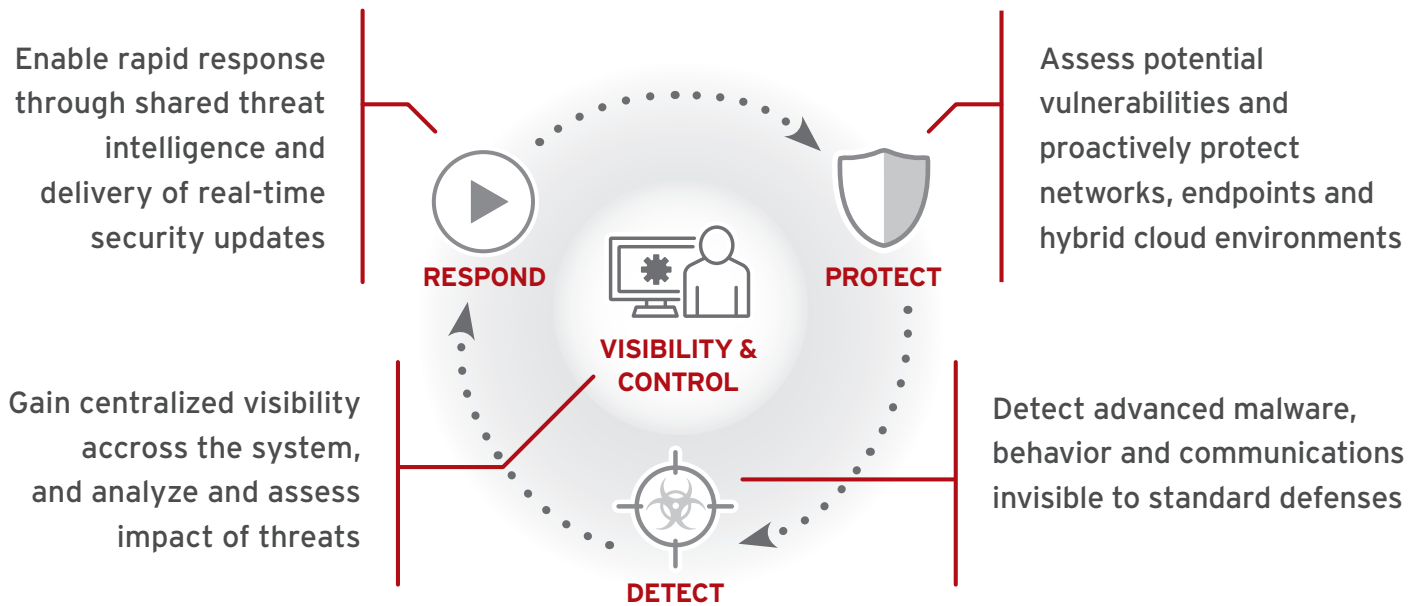 Enable rapid response
through shared threat
intelligence and
delivery of real-time
security updates
RESPOND
Assess potential
vulnerabilities and
proactively protect
networks, endpoints and
hybrid cloud environments
PROTECT
VISIBILITY &
CONTROL
Gain centralized visibility
accross the system,
and analyze and assess
impact of threats
Detect advanced malware,
behavior and communications
invisible to standard defenses
DETECT